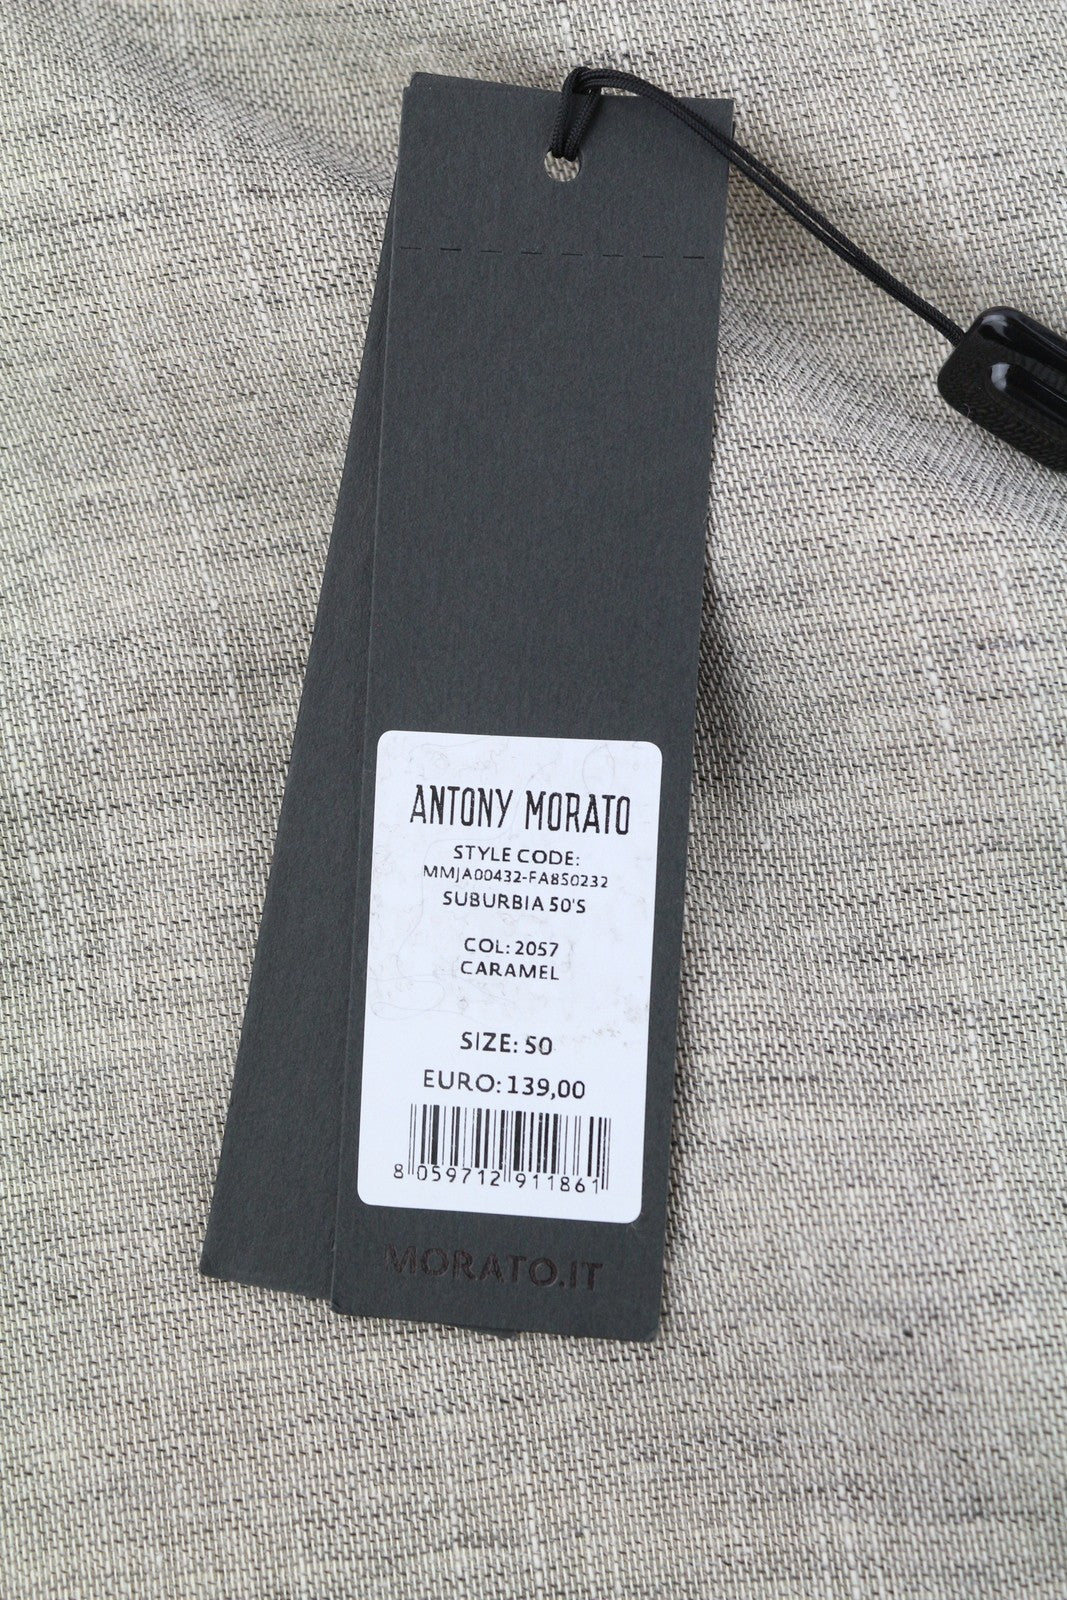 ANTONY MORATO
STYLE CODE:
MMJA00432-FA850232
SUBURBIA 50'S
COL: 2057
CARAMEL
SIZE: 50
EURO: 139,00
8 059712 911861
MORATO.IT